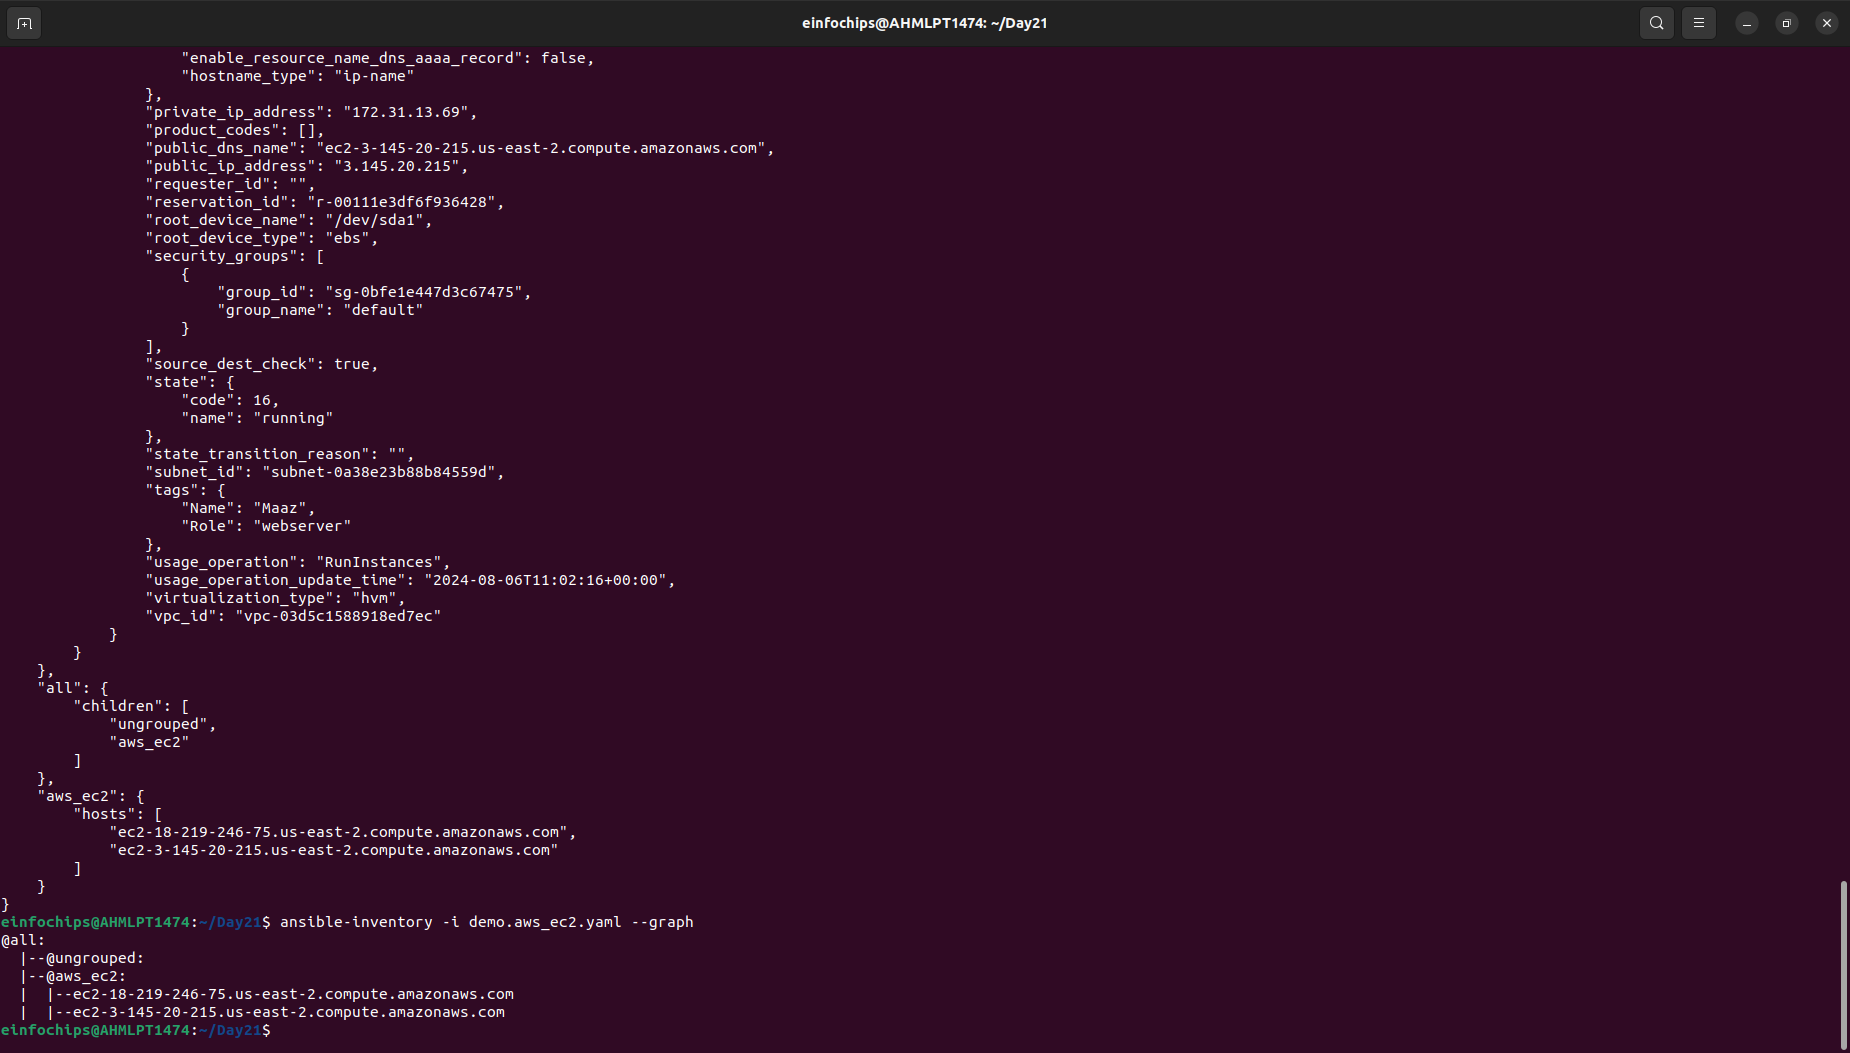 einfochips@AHMLPT1474: ~/Day21
"enable_resource_name_dns_aaaa_record": false,
"hostname_type": "ip-name"
},
"private_ip_address": "172.31.13.69",
"product_codes": [],
"public_dns_name": "ec2-3-145-20-215.us-east-2.compute.amazonaws.com",
"public_ip_address": "3.145.20.215",
"requester_id": "",
"reservation_id": "r-00111e3df6f936428",
"root_device_name": "/dev/sda1",
"root_device_type": "ebs",
"security_groups": [
{
"group_id": "sg-0bfe1e447d3c67475",
"group_name": "default"
}
],
"source_dest_check": true,
"state": {
"code": 16,
"name": "running"
},
"state_transition_reason": "",
"subnet_id": "subnet-0a38e23b88b84559d",
"tags": {
"Name": "Maaz",
"Role": "webserver"
},
"usage_operation": "RunInstances",
"usage_operation_update_time": "2024-08-06T11:02:16+00:00",
"virtualization_type": "hvm",
"vpc_id": "vpc-03d5c1588918ed7ec"
}
}
},
"all": {
"children": [
"ungrouped",
"aws_ec2"
]
},
"aws_ec2": {
"hosts": [
"ec2-18-219-246-75.us-east-2.compute.amazonaws.com",
"ec2-3-145-20-215.us-east-2.compute.amazonaws.com"
]
}
}
einfochips@AHMLPT1474:~/Day21$ ansible-inventory -i demo.aws_ec2.yaml --graph
@all:
|--@ungrouped:
|--@aws_ec2:
| |--ec2-18-219-246-75.us-east-2.compute.amazonaws.com
| |--ec2-3-145-20-215.us-east-2.compute.amazonaws.com
einfochips@AHMLPT1474:~/Day21$